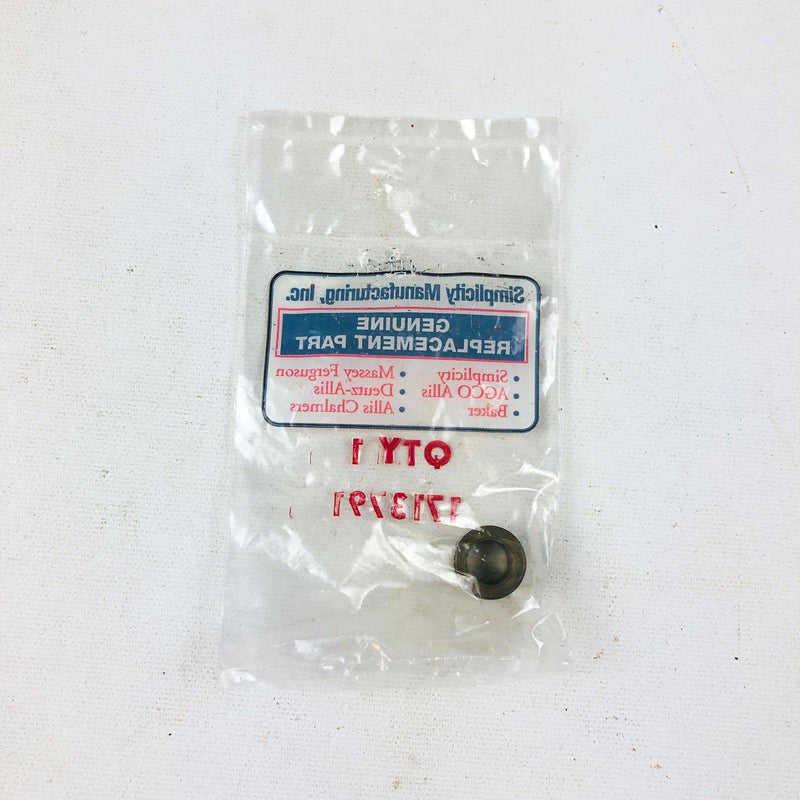 Simplicity Manufacturing, Inc.
GENUINE
REPLACEMENT PART
• Simplicity • Massey Ferguson
• AGCO Allis • Deutz-Allis
• Baker • Allis Chalmers
QTY 1
1713791